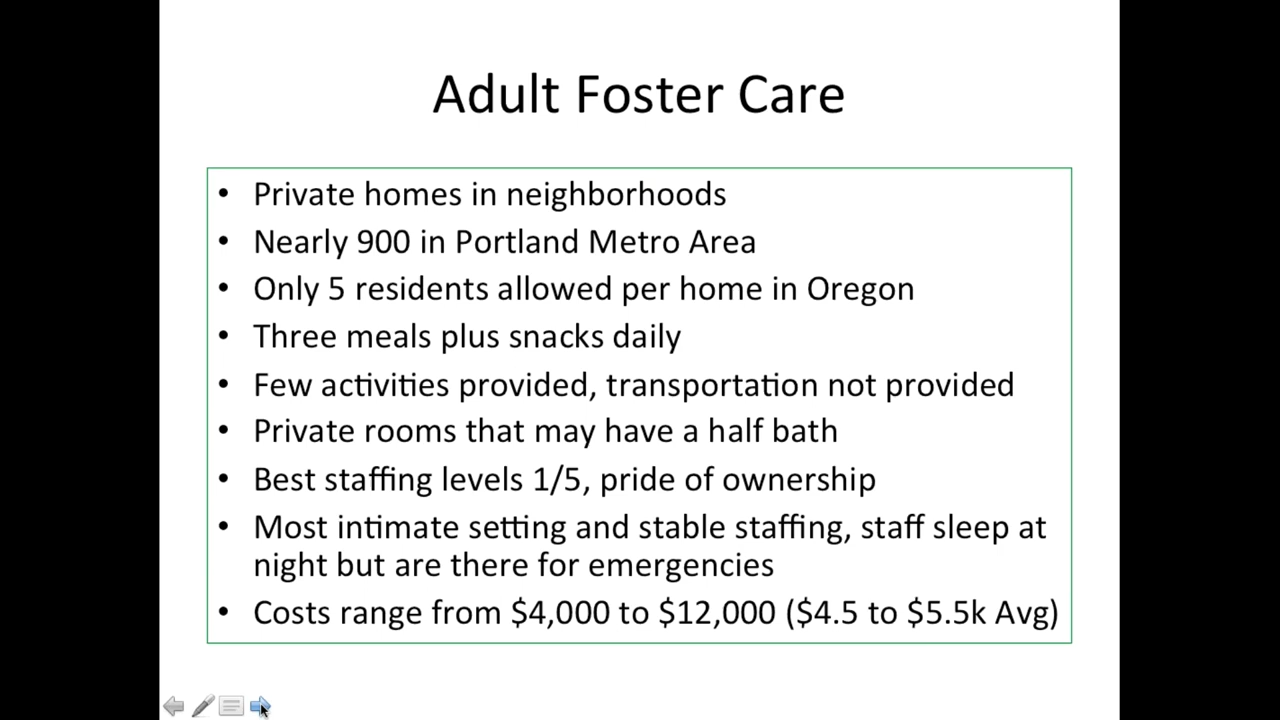 Adult Foster Care
• Private homes in neighborhoods
• Nearly 900 in Portland Metro Area
• Only 5 residents allowed per home in Oregon
• Three meals plus snacks daily
• Few activities provided, transportation not provided
• Private rooms that may have a half bath
• Best staffing levels 1/5, pride of ownership
• Most intimate setting and stable staffing, staff sleep at
night but are there for emergencies
• Costs range from $4,000 to $12,000 ($4.5 to $5.5k Avg)